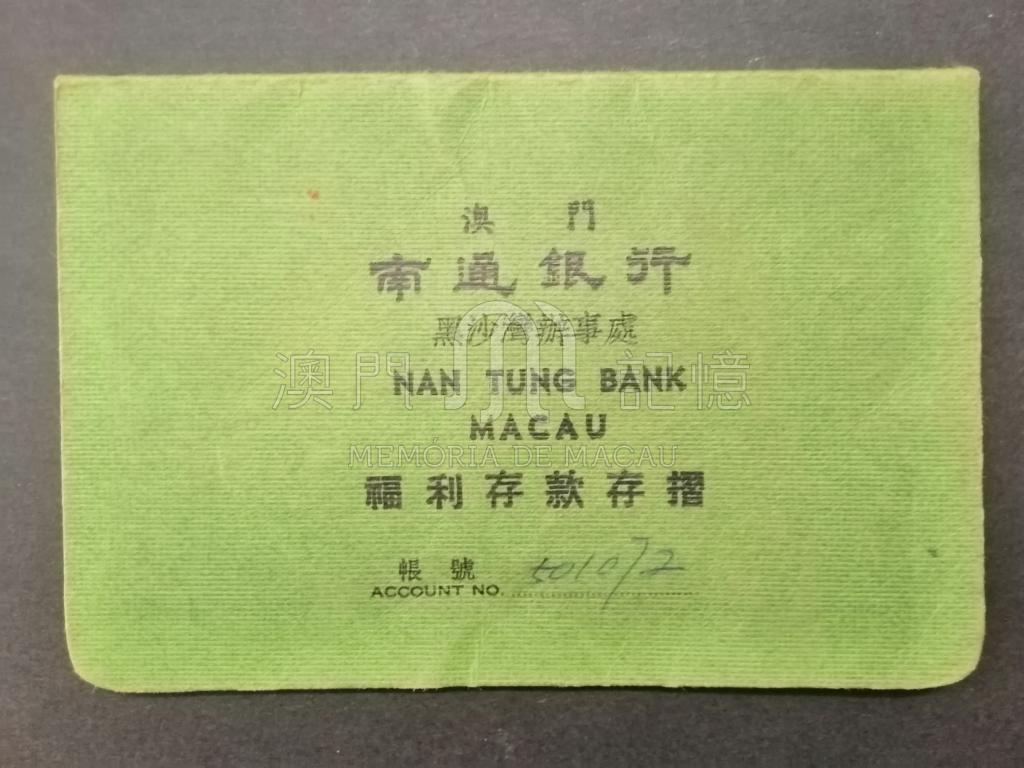 澳門
南通銀行
黑沙灣辦事處
澳門記憶
NAN TUNG BANK
MACAU
MEMÓRIA DE MACAU
福利存款存摺
帳號 501072
ACCOUNT NO.